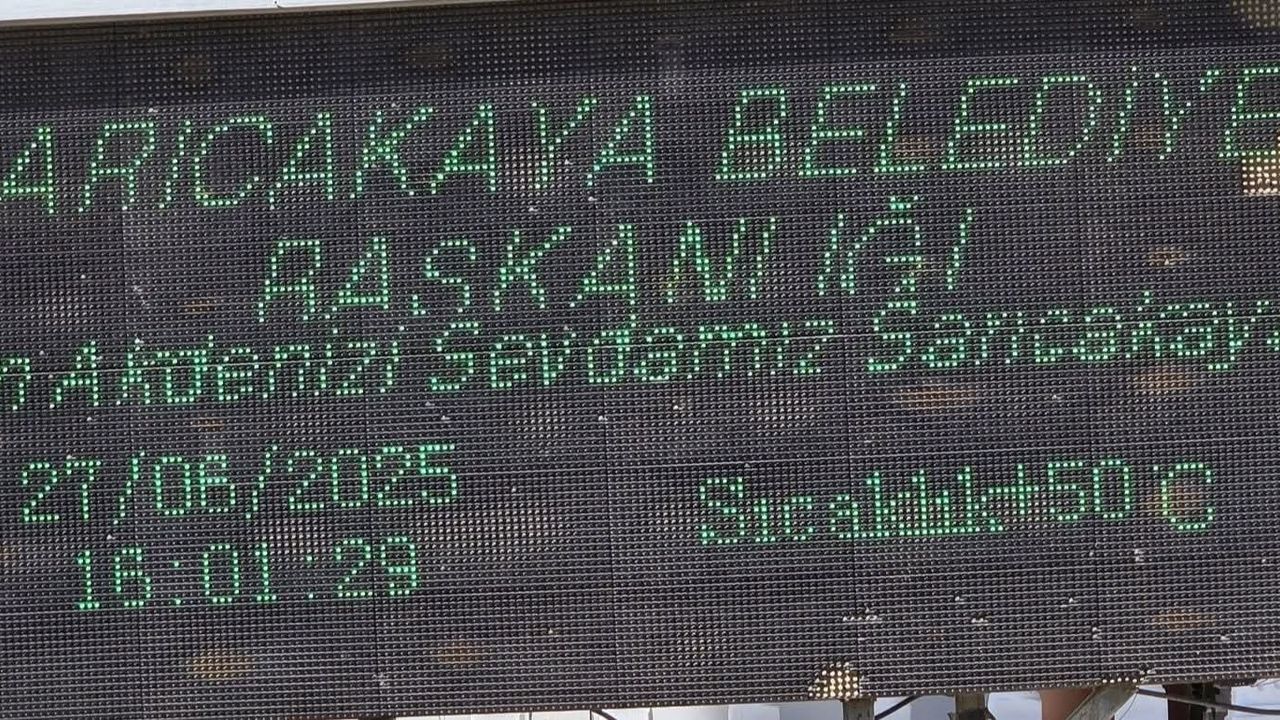 ARICAKAYA BELEDİYE
BAŞKANLIĞI
n Akdenizi Sevdamız Sarıcakaya
27/06/2025
Sıcaklık +50°C
16:01:29